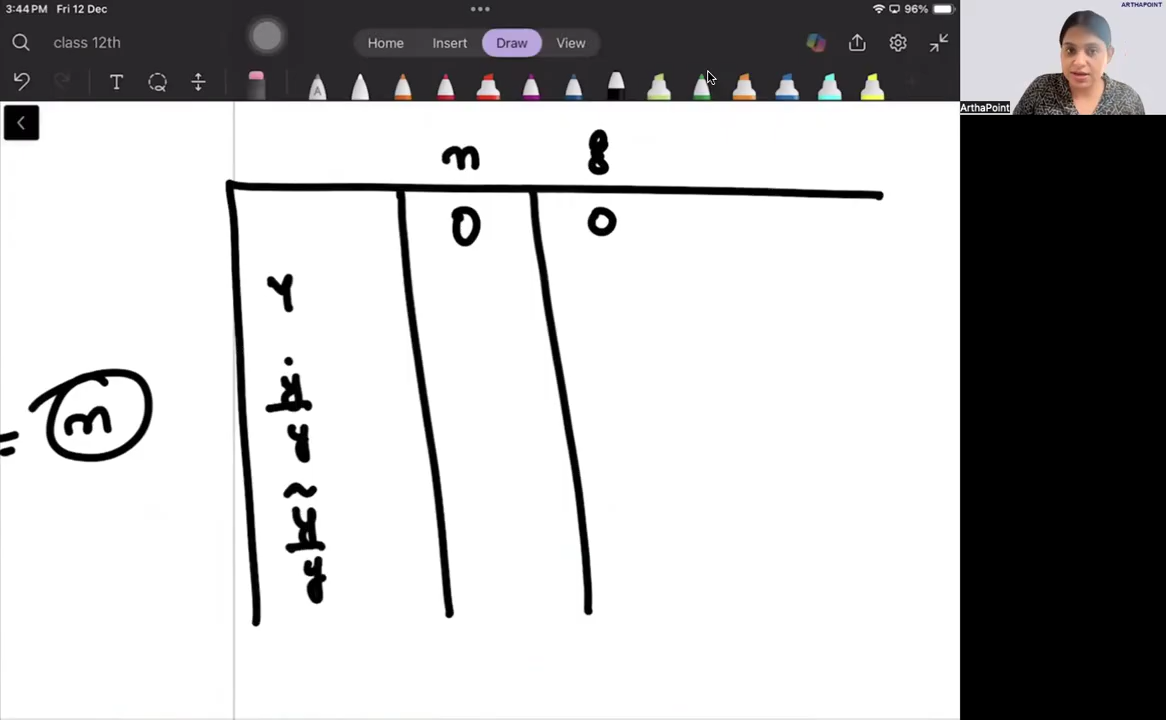 3:44 PM Fri 12 Dec
96%
ARTHAPOINT
class 12th
Home Insert Draw View
T
A
ArthaPoint
m g
0 0
Y
= m